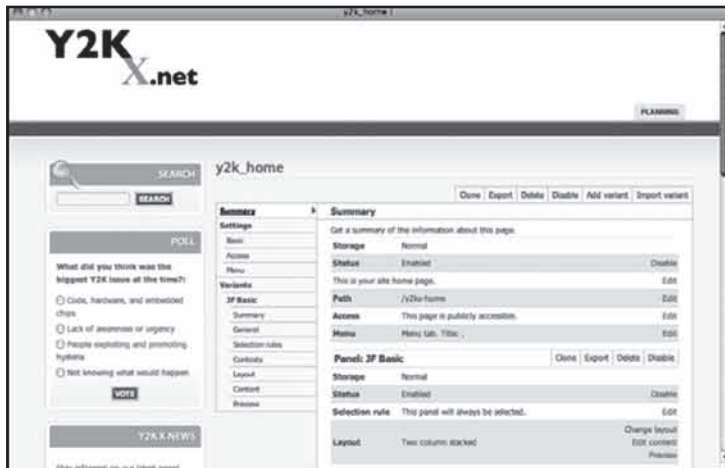 y2k_home
Y2K
X.net
PLANNING
SEARCH
SEARCH
POLL
What did you think was the
biggest Y2K issue at the time?:
Code, hardware, and embedded
chips
Lack of awareness or urgency
People exploiting and promoting
hysteria
Not knowing what would happen
VOTE
Y2K X-NEWS
y2k_home
Clone Export Delete Disable Add variant Import variant
Summary
Settings
Basic
Access
Menu
Variants
JF Basic
Summary
General
Selection rules
Contexts
Layout
Content
Preview
Summary
Get a summary of the information about this page.
Storage Normal
Status Enabled Disable
This is your site home page. Edit
Path /y2kx-home Edit
Access This page is publicly accessible. Edit
Menu Menu tab. Title: , Edit
Panel: JF Basic Clone Export Delete Disable
Storage Normal
Status Enabled Disable
Selection rule This panel will always be selected. Edit
Layout Two column stacked Change layout
Edit content
Preview